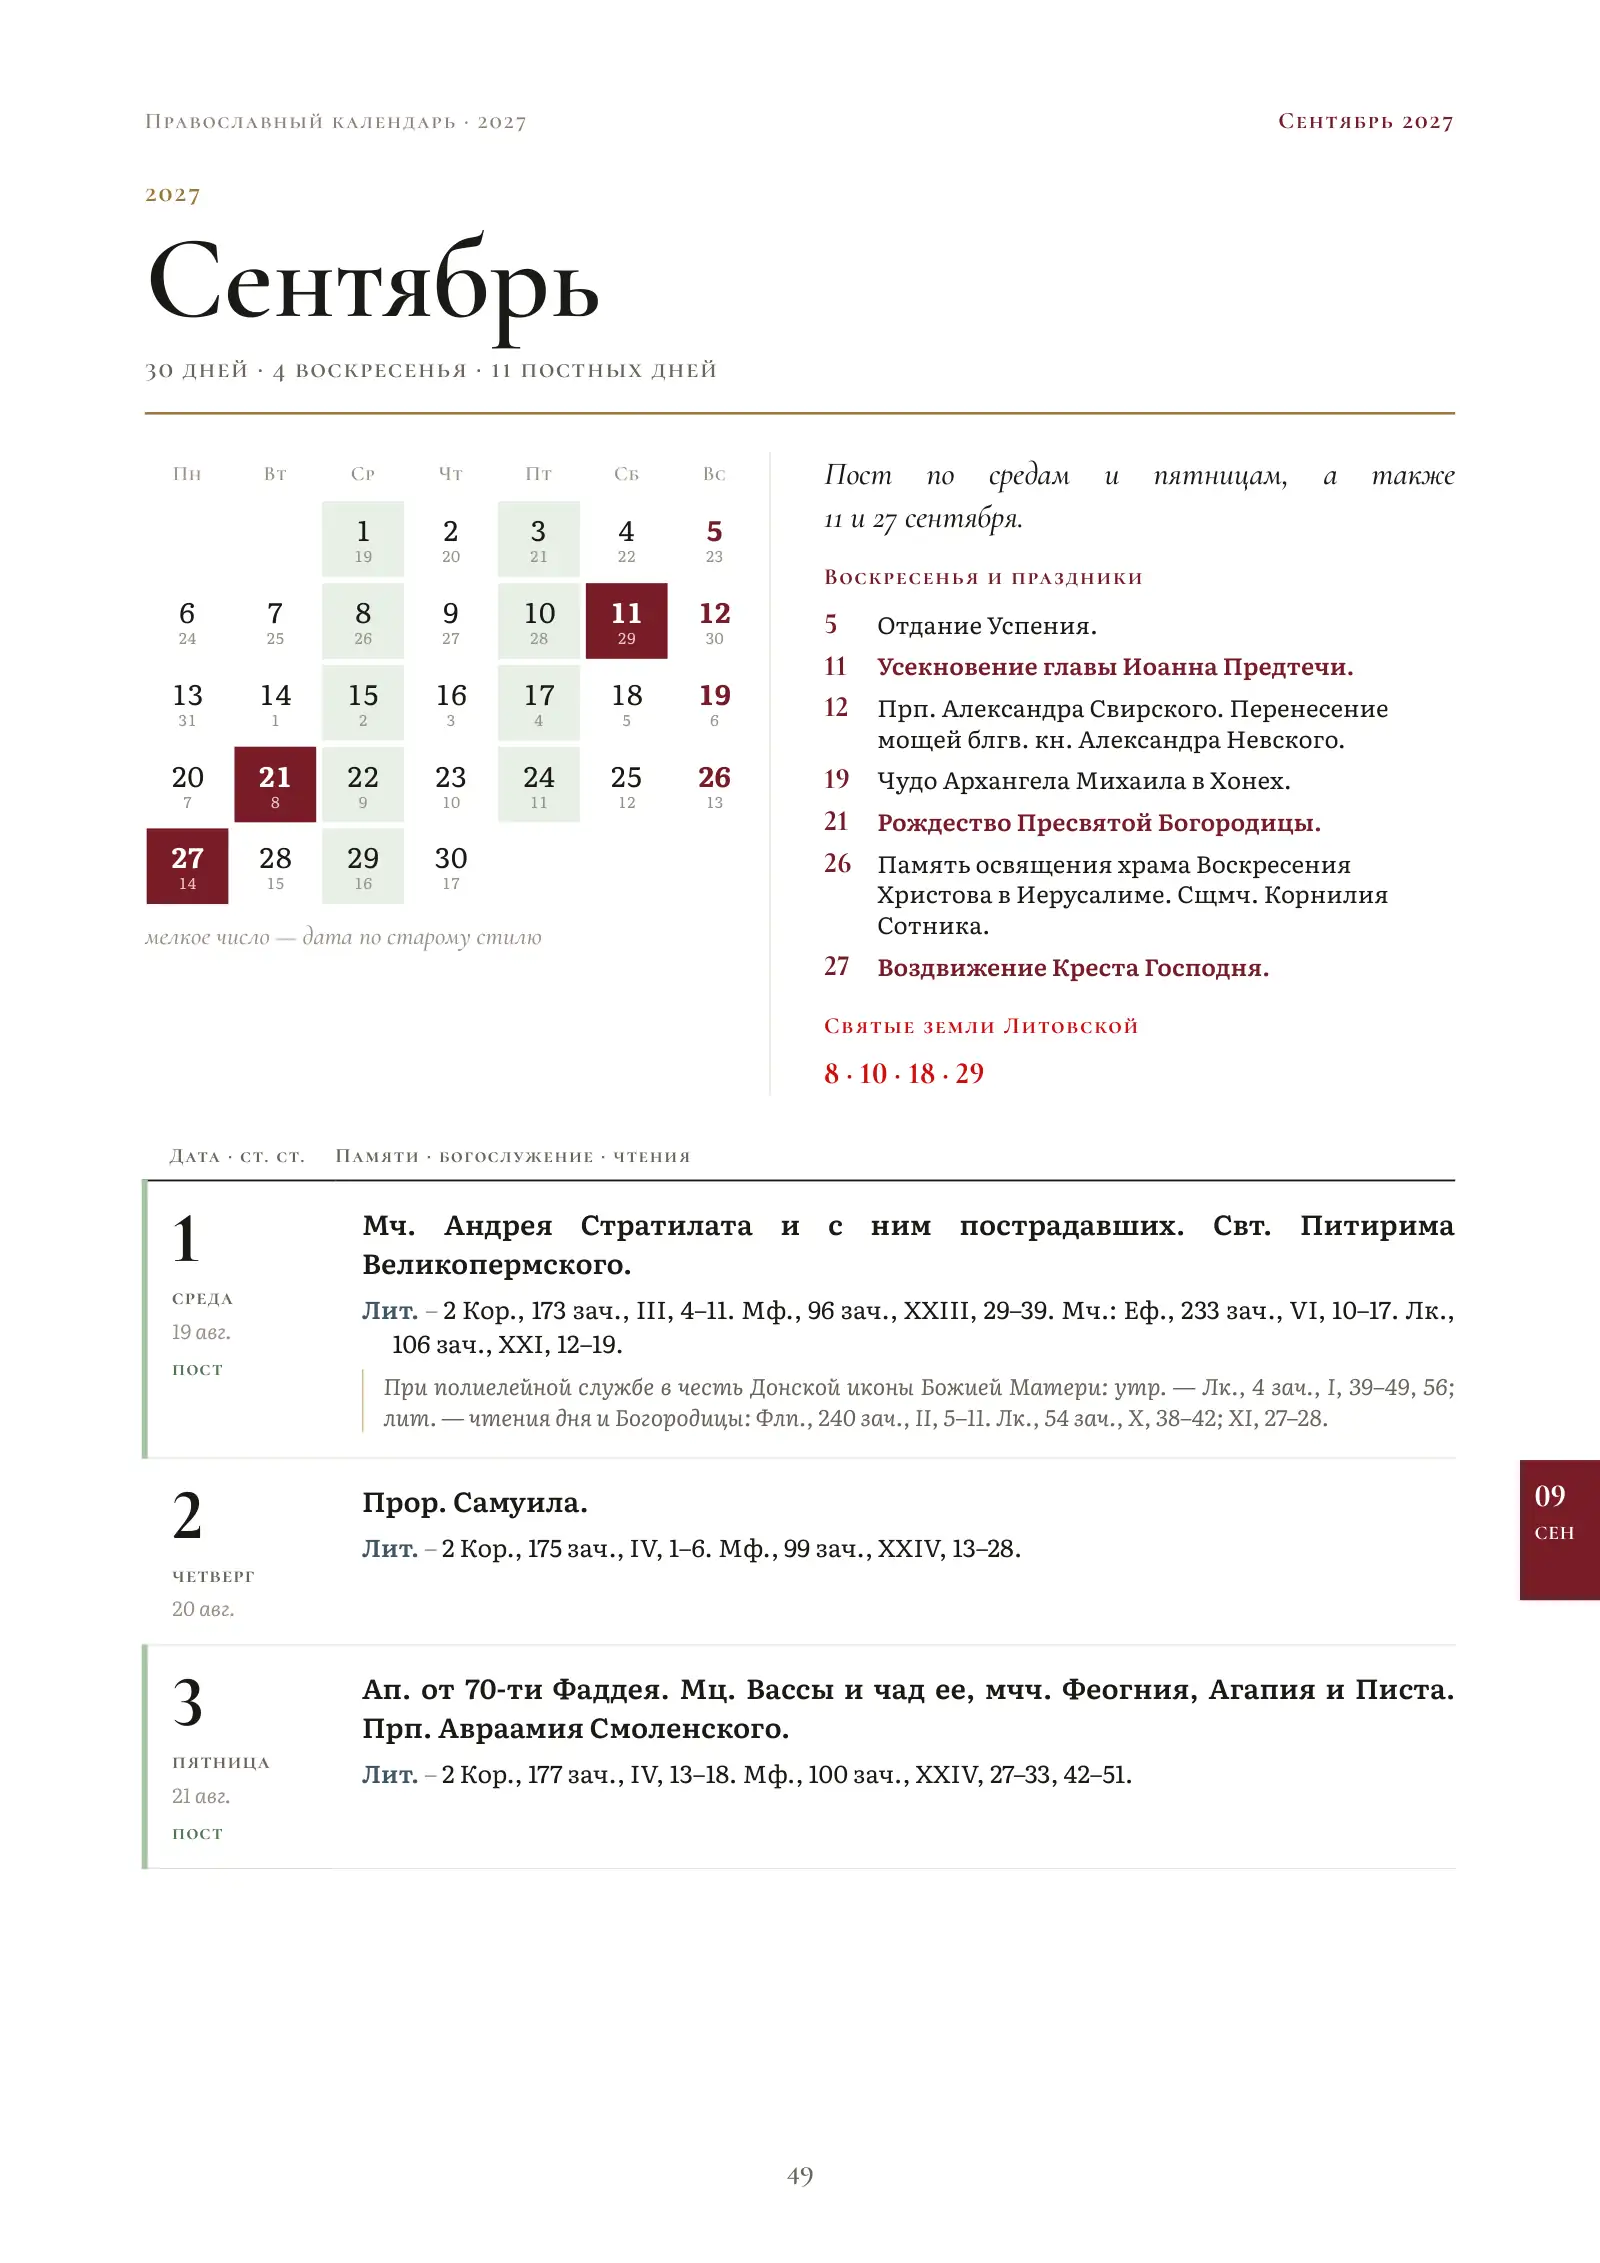 Православный календарь · 2027
Сентябрь 2027
2027
Сентябрь
30 дней · 4 воскресенья · 11 постных дней
Пн Вт Ср Чт Пт Сб Вс
1 2 3 4 5
19 20 21 22 23
6 7 8 9 10 11 12
24 25 26 27 28 29 30
13 14 15 16 17 18 19
31 1 2 3 4 5 6
20 21 22 23 24 25 26
7 8 9 10 11 12 13
27 28 29 30
14 15 16 17
мелкое число — дата по старому стилю
Пост по средам и пятницам, а также
11 и 27 сентября.
Воскресенья и праздники
5 Отдание Успения.
11 Усекновение главы Иоанна Предтечи.
12 Прп. Александра Свирского. Перенесение
мощей блгв. кн. Александра Невского.
19 Чудо Архангела Михаила в Хонех.
21 Рождество Пресвятой Богородицы.
26 Память освящения храма Воскресения
Христова в Иерусалиме. Сщмч. Корнилия
Сотника.
27 Воздвижение Креста Господня.
Святые земли Литовской
8 · 10 · 18 · 29
Дата · ст. ст. Памяти · богослужение · чтения
1
среда
19 авг.
пост
Мч. Андрея Стратилата и с ним пострадавших. Свт. Питирима
Великопермского.
Лит. – 2 Кор., 173 зач., III, 4–11. Мф., 96 зач., XXIII, 29–39. Мч.: Еф., 233 зач., VI, 10–17. Лк.,
106 зач., XXI, 12–19.
При полиелейной службе в честь Донской иконы Божией Матери: утр. — Лк., 4 зач., I, 39–49, 56;
лит. — чтения дня и Богородицы: Флп., 240 зач., II, 5–11. Лк., 54 зач., X, 38–42; XI, 27–28.
2
четверг
20 авг.
Прор. Самуила.
Лит. – 2 Кор., 175 зач., IV, 1–6. Мф., 99 зач., XXIV, 13–28.
09
сен
3
пятница
21 авг.
пост
Ап. от 70-ти Фаддея. Мц. Вассы и чад ее, мчч. Феогния, Агапия и Писта.
Прп. Авраамия Смоленского.
Лит. – 2 Кор., 177 зач., IV, 13–18. Мф., 100 зач., XXIV, 27–33, 42–51.
49